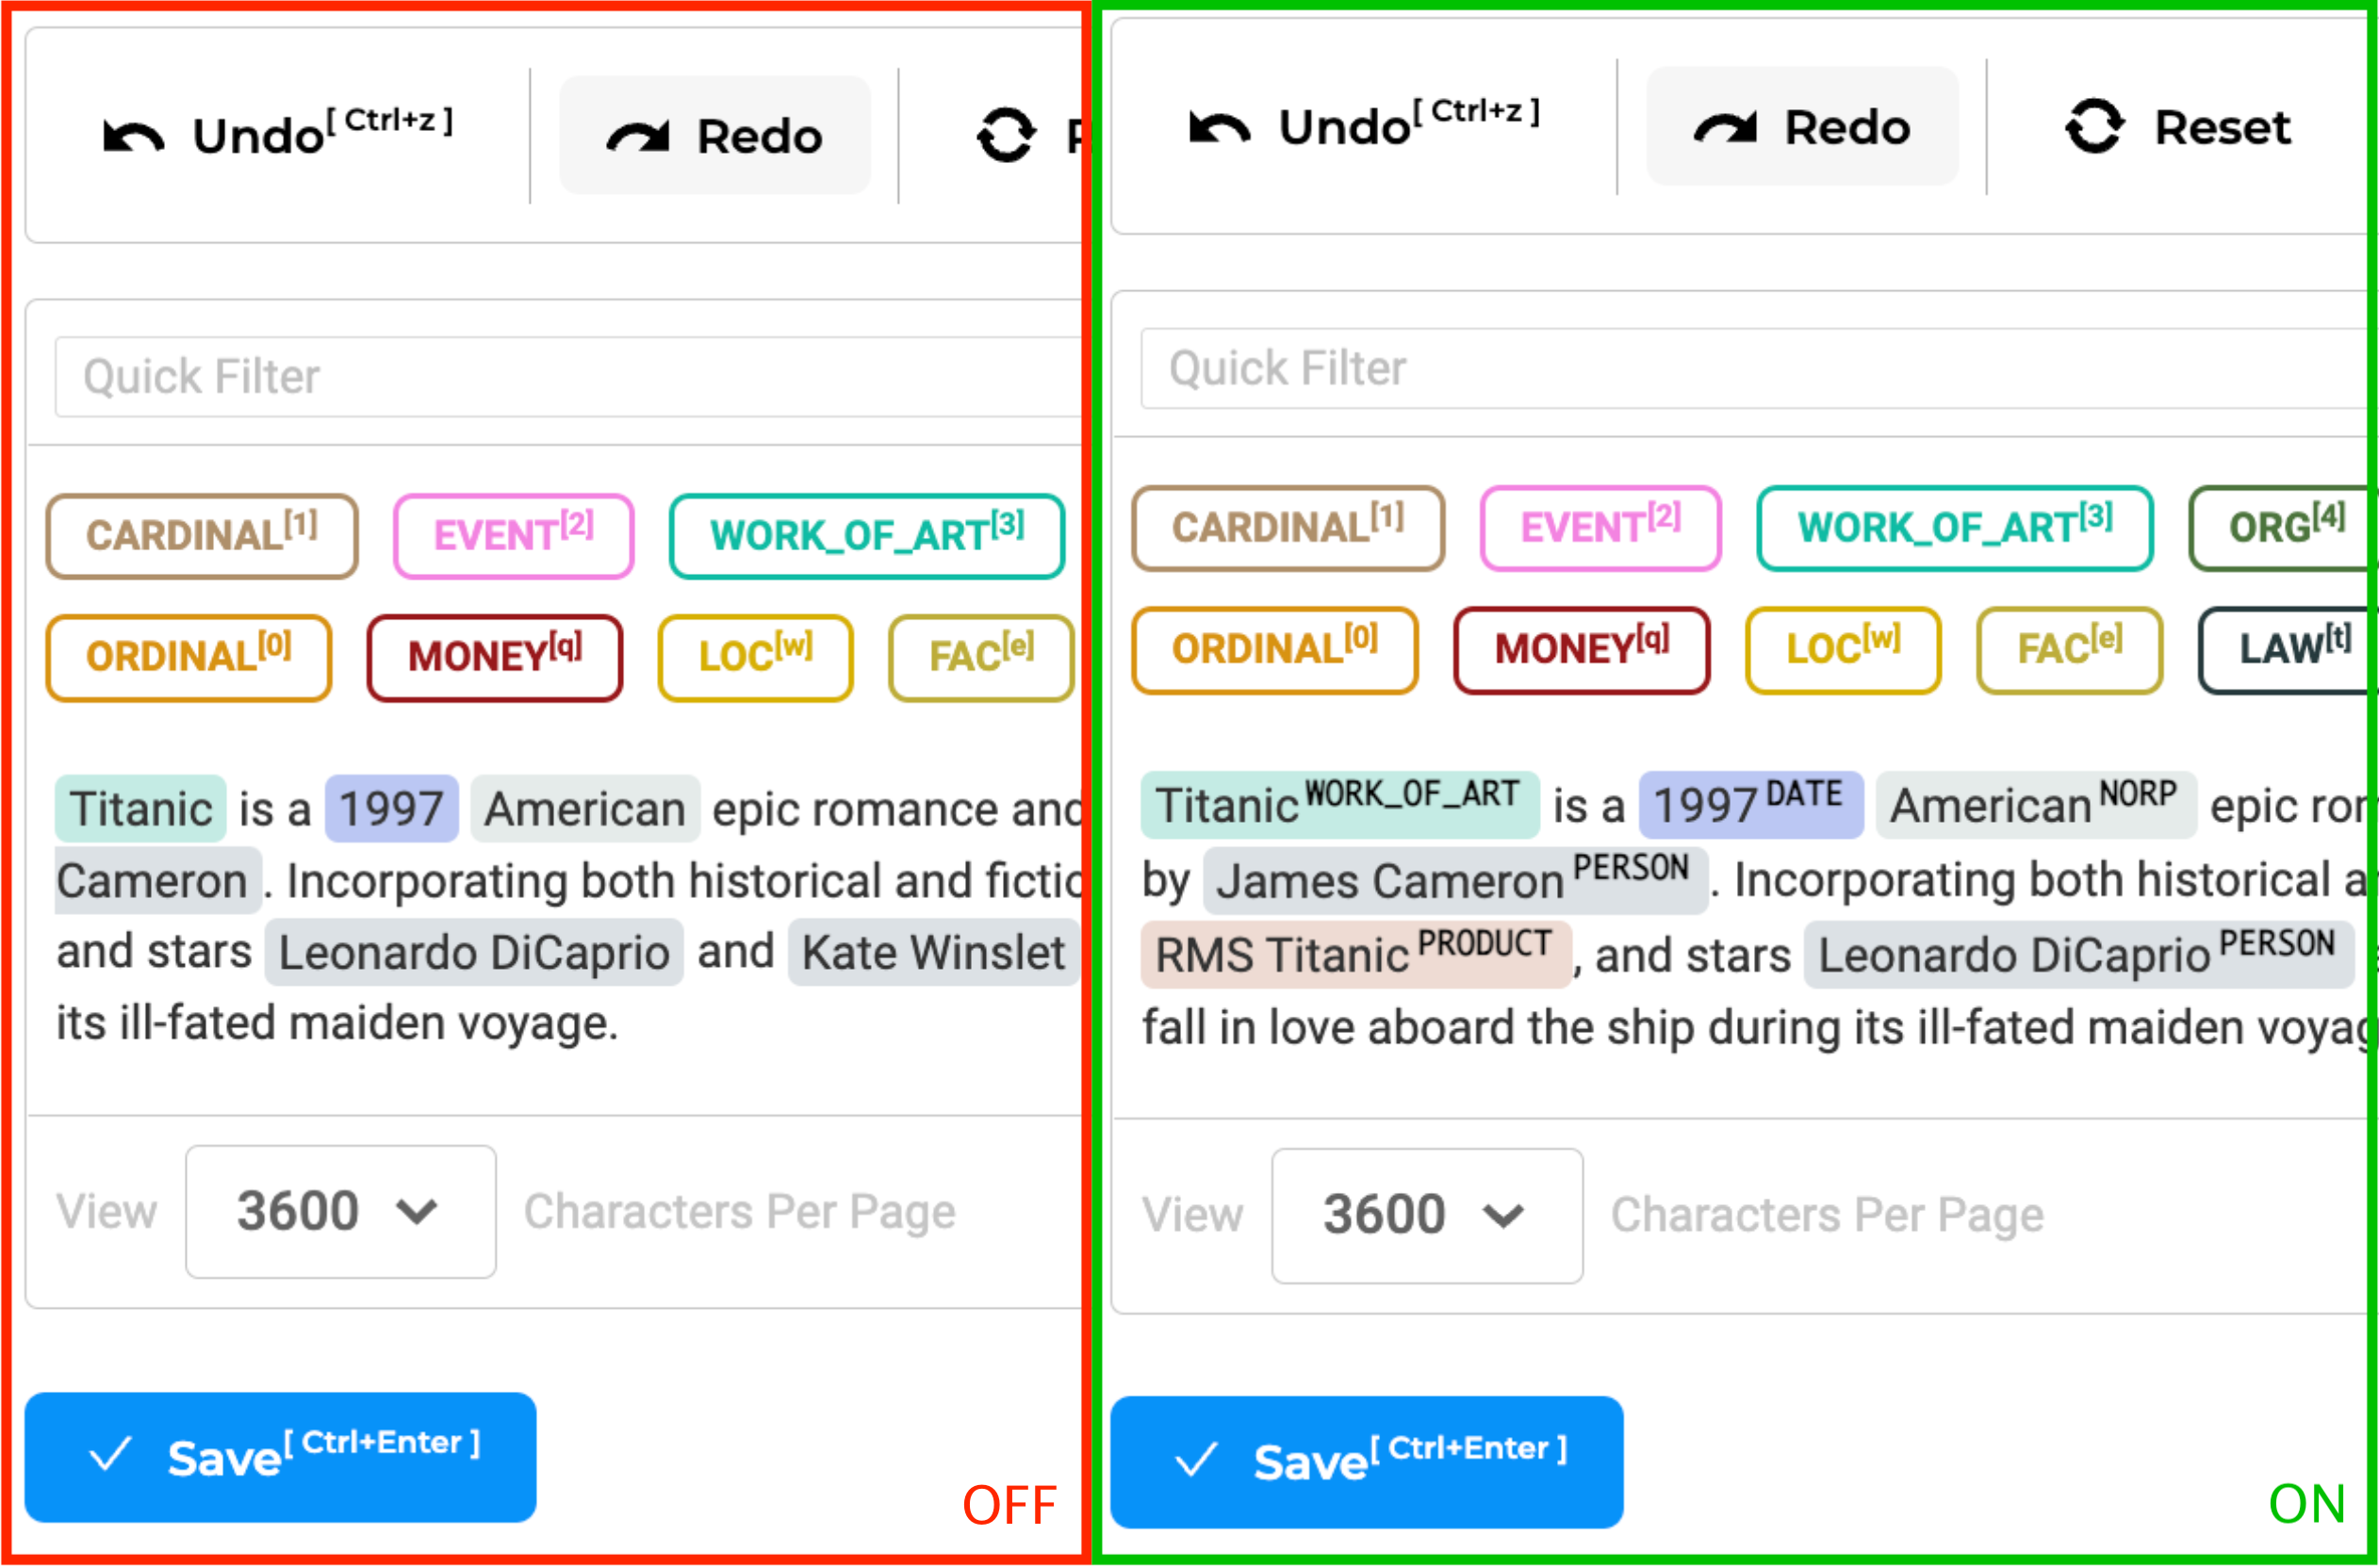 Undo[ Ctrl+z ] Redo
Quick Filter
CARDINAL[1] EVENT[2] WORK_OF_ART[3]
ORDINAL[0] MONEY[q] LOC[w] FAC[e]
Titanic is a 1997 American epic romance and
Cameron . Incorporating both historical and fictio
and stars Leonardo DiCaprio and Kate Winslet
its ill-fated maiden voyage.
View 3600 Characters Per Page
Save[ Ctrl+Enter ]
OFF
Undo[ Ctrl+z ] Redo Reset
Quick Filter
CARDINAL[1] EVENT[2] WORK_OF_ART[3] ORG[4]
ORDINAL[0] MONEY[q] LOC[w] FAC[e] LAW[t]
Titanic WORK_OF_ART is a 1997 DATE American NORP epic ror
by James Cameron PERSON . Incorporating both historical a
RMS Titanic PRODUCT , and stars Leonardo DiCaprio PERSON
fall in love aboard the ship during its ill-fated maiden voyag
View 3600 Characters Per Page
Save[ Ctrl+Enter ]
ON